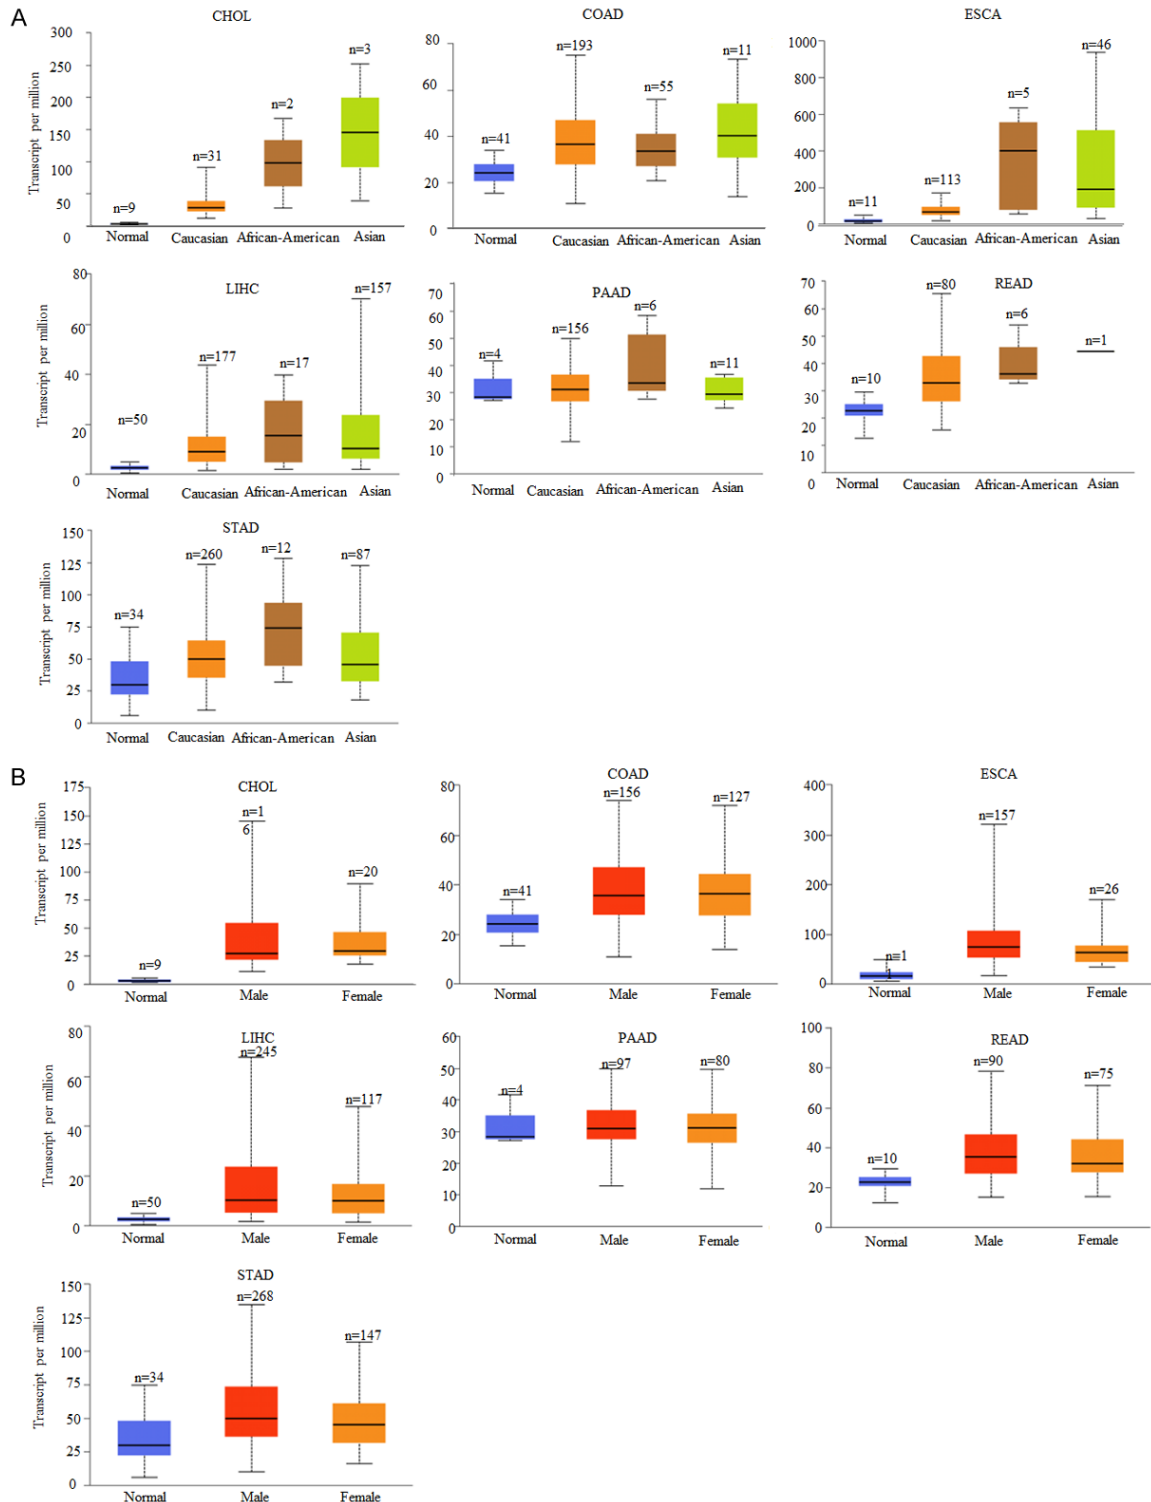 A
CHOL
Transcript per million
300
250
200
150
100
50
0
n=9
n=31
n=2
n=3
Normal Caucasian African-American Asian
COAD
80
60
40
20
0
n=41
n=193
n=55
n=11
Normal Caucasian African-American Asian
ESCA
1000
800
600
400
200
0
n=11
n=113
n=5
n=46
Normal Caucasian African-American Asian
LIHC
Transcript per million
80
60
40
20
0
n=50
n=177
n=17
n=157
Normal Caucasian African-American Asian
PAAD
70
60
50
40
30
20
10
0
n=4
n=156
n=6
n=11
Normal Caucasian African-American Asian
READ
70
60
50
40
30
20
10
0
n=10
n=80
n=6
n=1
Normal Caucasian African-American Asian
STAD
Transcript per million
150
125
100
75
50
25
0
n=34
n=260
n=12
n=87
Normal Caucasian African-American Asian
B
CHOL
Transcript per million
175
150
125
100
75
50
25
0
n=9
n=1
6
n=20
Normal Male Female
COAD
80
60
40
20
0
n=41
n=156
n=127
Normal Male Female
ESCA
400
300
200
100
0
n=1
1
n=157
n=26
Normal Male Female
LIHC
Transcript per million
80
60
40
20
0
n=50
n=245
n=117
Normal Male Female
PAAD
60
50
40
30
20
10
0
n=4
n=97
n=80
Normal Male Female
READ
100
80
60
40
20
0
n=10
n=90
n=75
Normal Male Female
STAD
Transcript per million
150
125
100
75
50
25
0
n=34
n=268
n=147
Normal Male Female